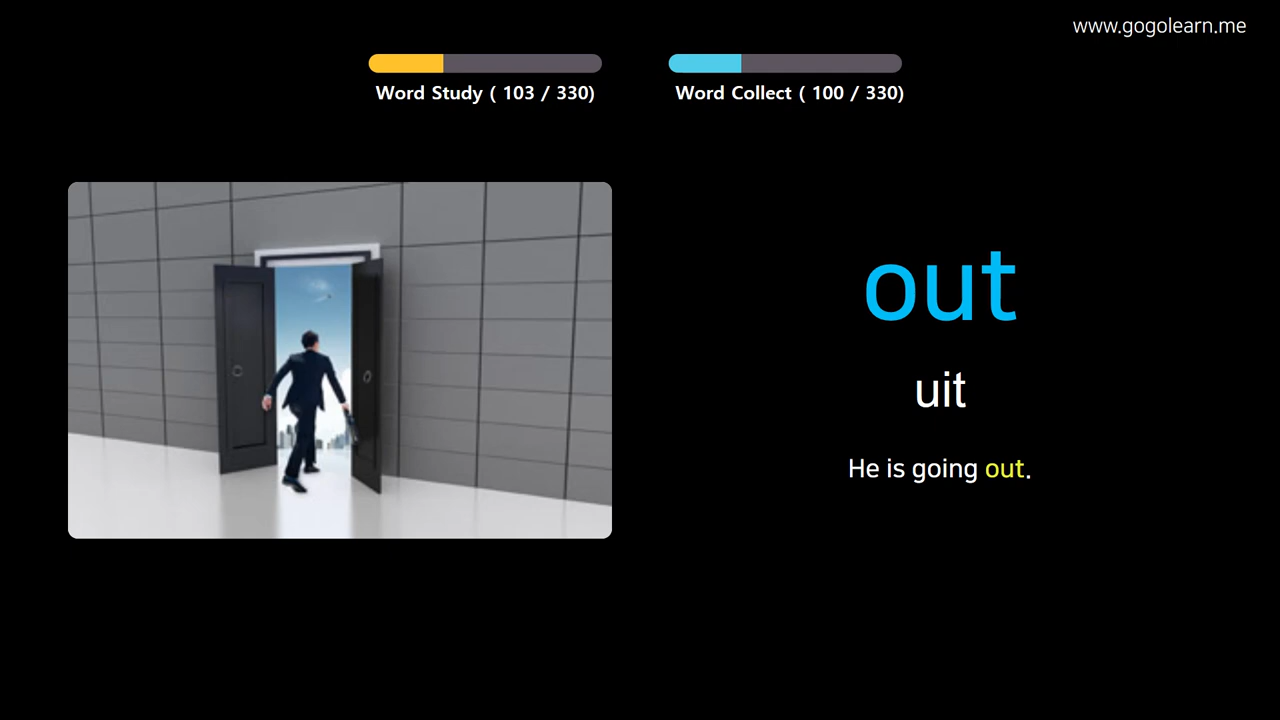 www.gogolearn.me
Word Study ( 103 / 330)
Word Collect ( 100 / 330)
out
uit
He is going out.